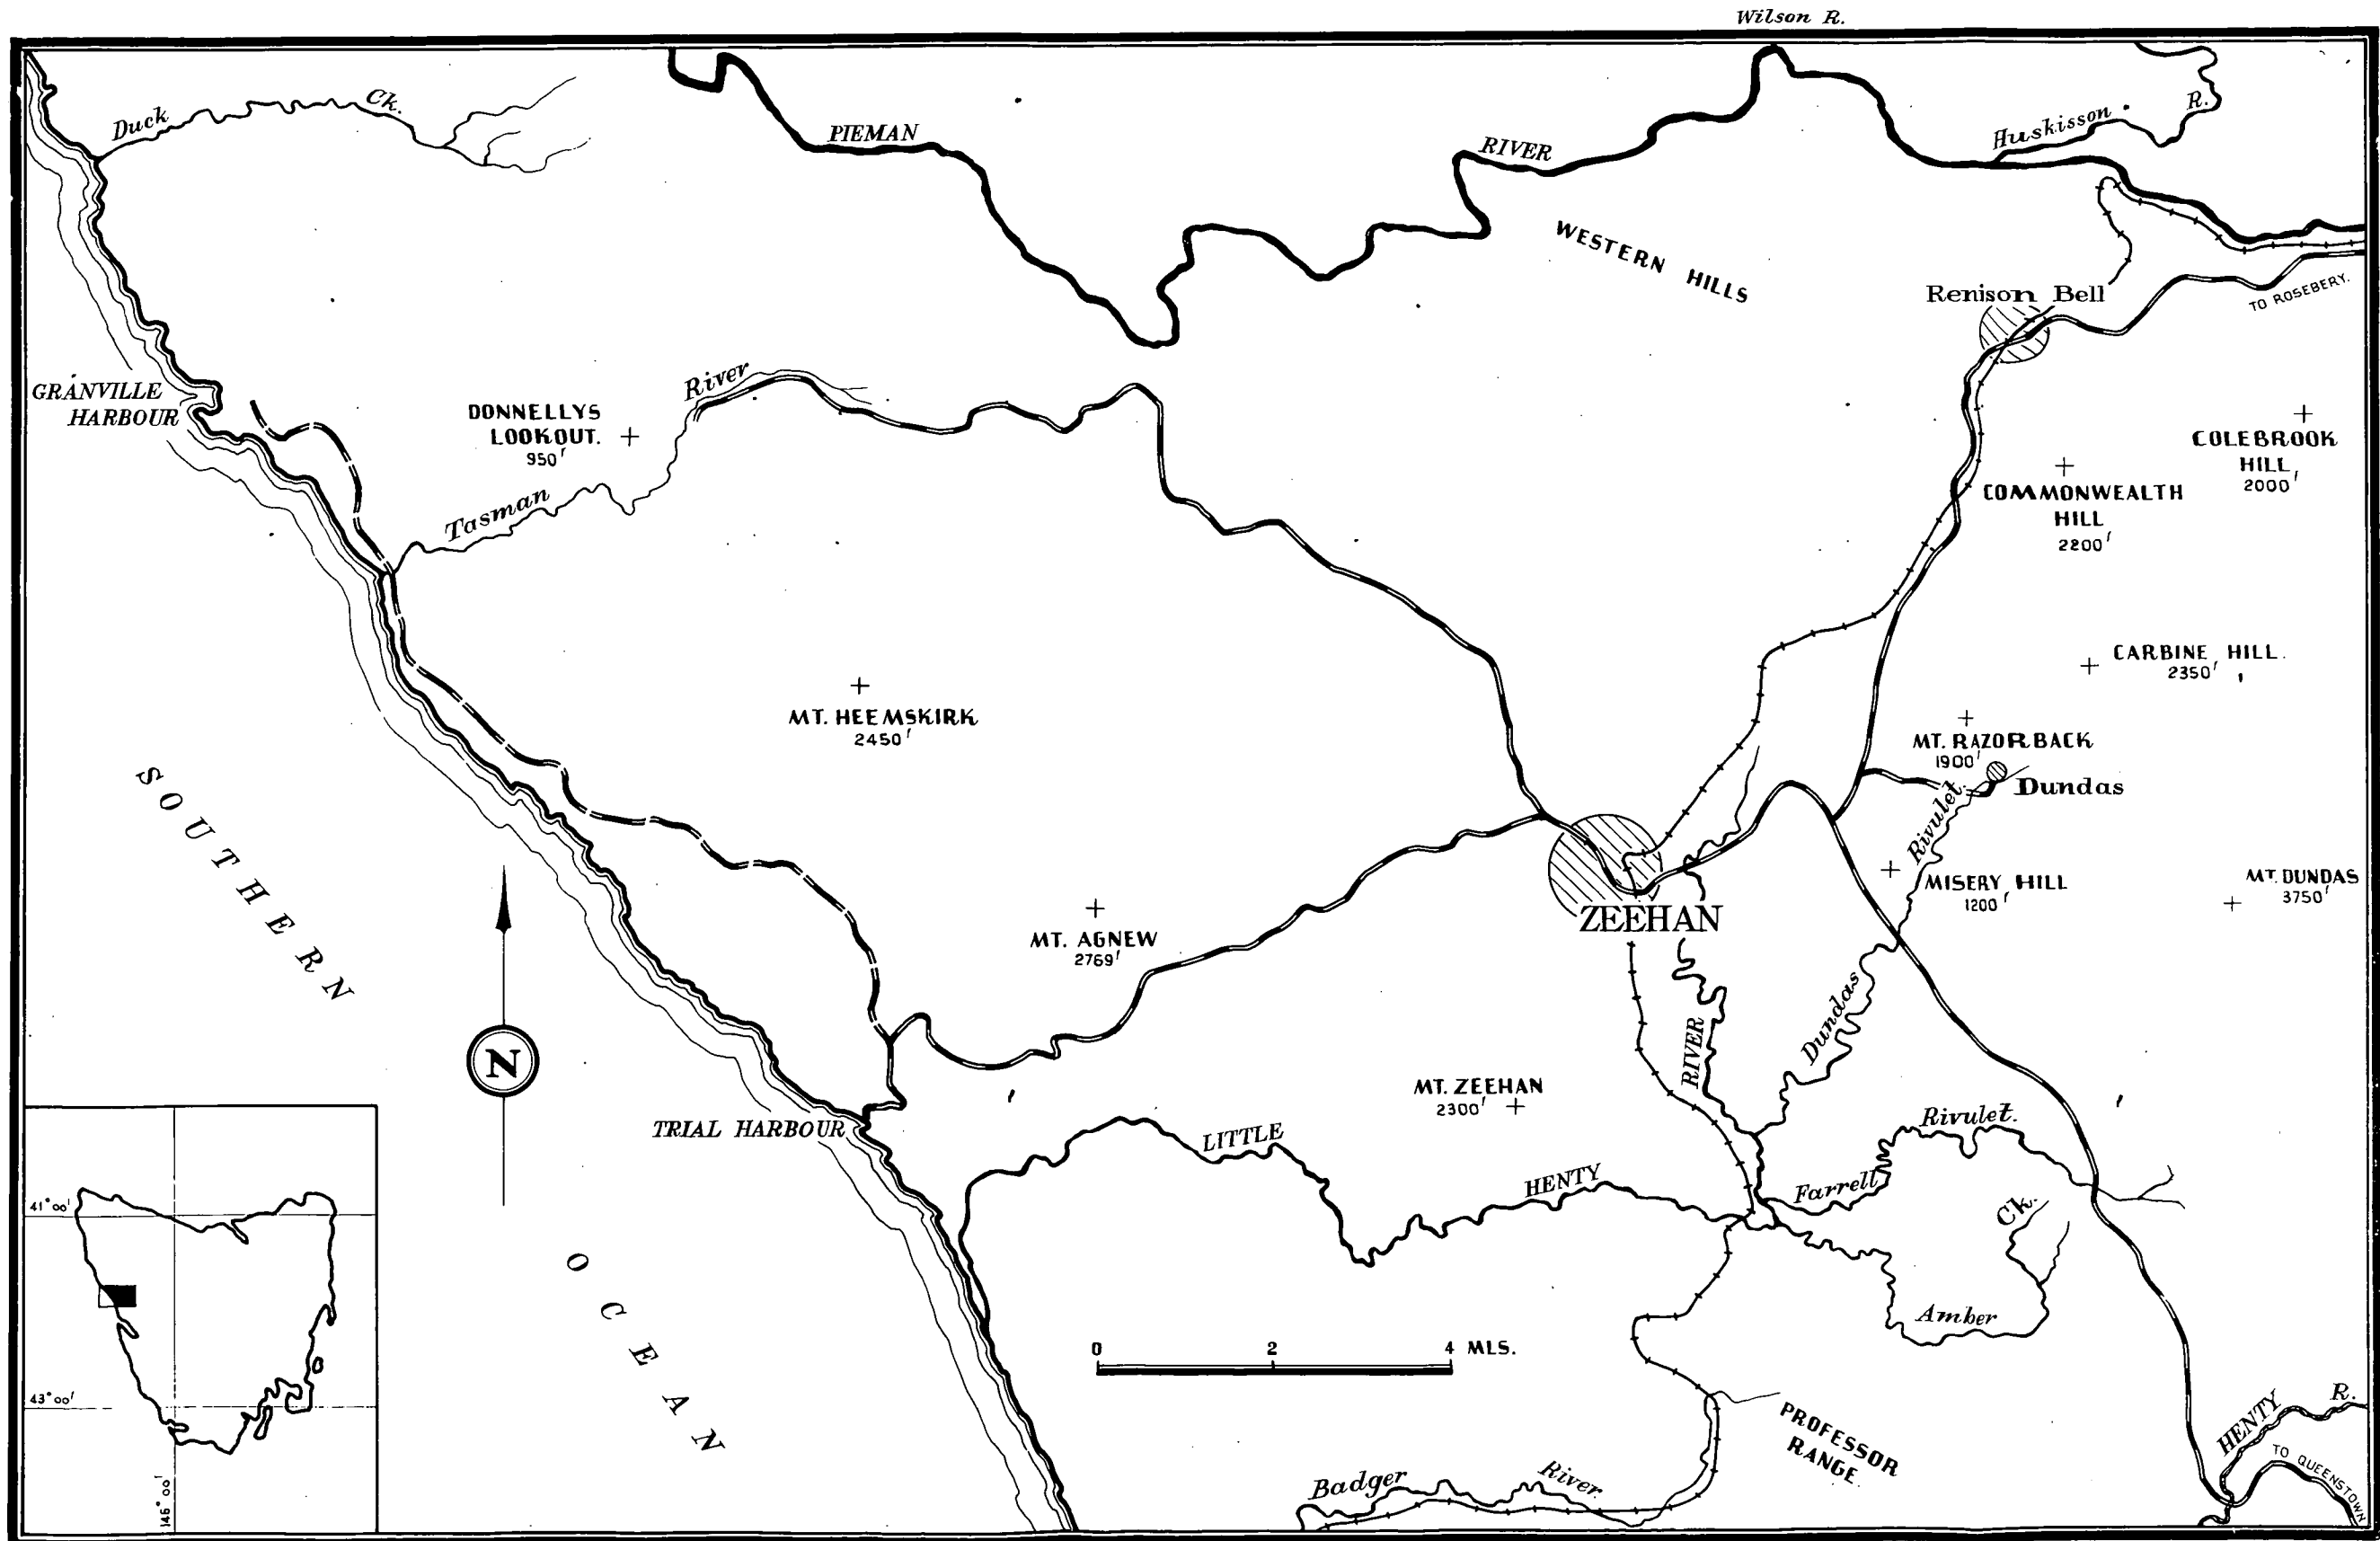 Wilson R.
Duck Ck.
PIEMAN RIVER
Huskisson R.
WESTERN HILLS
Renison Bell
TO ROSEBERY.
GRANVILLE
HARBOUR
DONNELLYS
LOOKOUT.
950'
Tasman River
COLEBROOK
HILL
2000'
COMMONWEALTH
HILL
2200'
CARBINE HILL.
2350'
MT. HEEMSKIRK
2450'
MT. RAZORBACK
1900'
Dundas
Dundas Rivulet
MISERY HILL
1200'
MT. DUNDAS
3750'
ZEEHAN
MT. AGNEW
2769'
SOUTHERN
OCEAN
N
TRIAL HARBOUR
MT. ZEEHAN
2300'
LITTLE HENTY RIVER
Farrell Rivulet.
Amber Ck.
0 2 4 MLS.
PROFESSOR
RANGE
Badger River
HENTY R.
TO QUEENSTOWN
41°00'
43°00'
146°00'